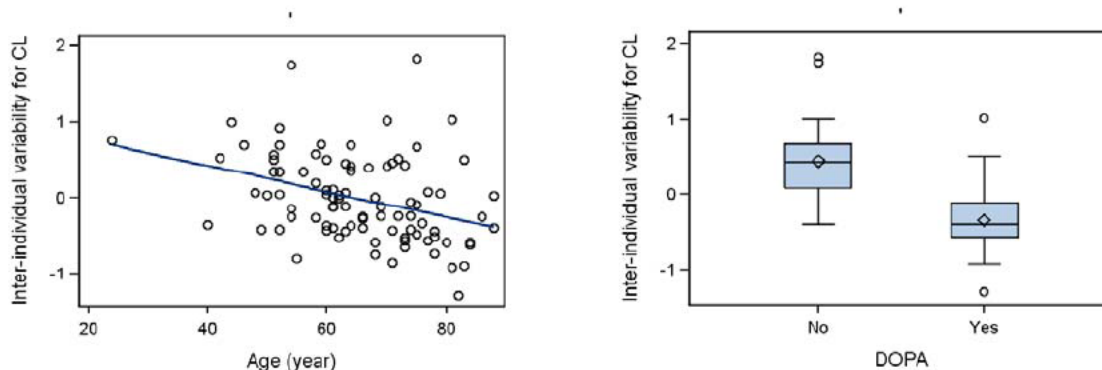 Inter-individual variability for CL
2
1
0
-1
20
40
60
80
Age (year)
Inter-individual variability for CL
2
1
0
-1
No
Yes
DOPA